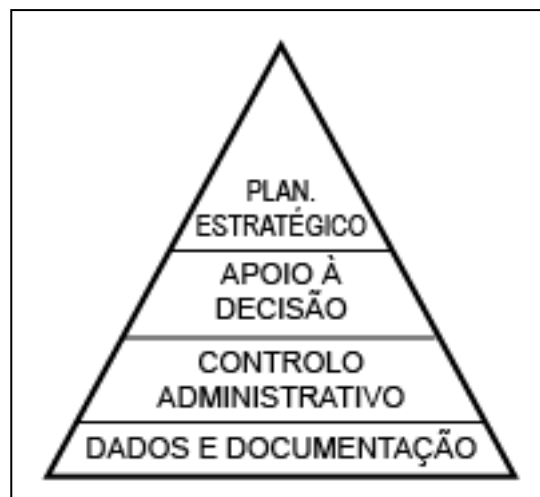 PLAN.
ESTRATÉGICO
APOIO À
DECISÃO
CONTROLO
ADMINISTRATIVO
DADOS E DOCUMENTAÇÃO